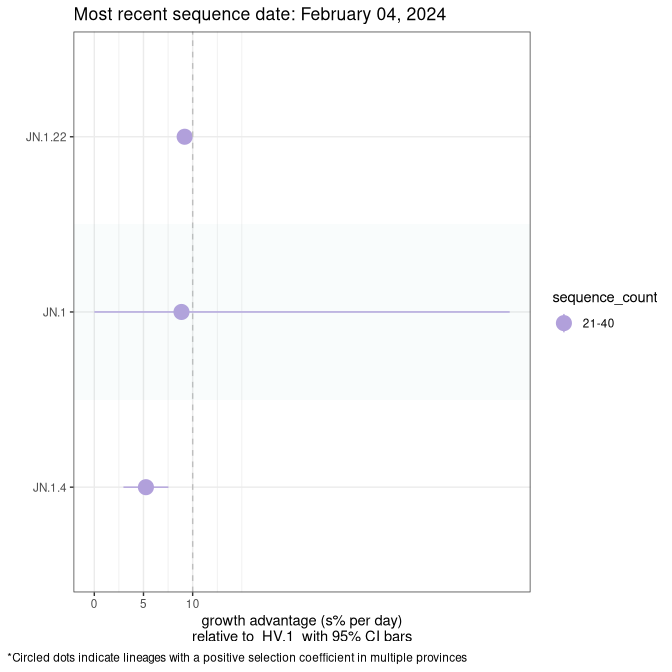 Most recent sequence date: February 04, 2024
JN.1.22
JN.1
JN.1.4
0 5 10
growth advantage (s% per day)
relative to  HV.1  with 95% CI bars
sequence_count
21-40
*Circled dots indicate lineages with a positive selection coefficient in multiple provinces